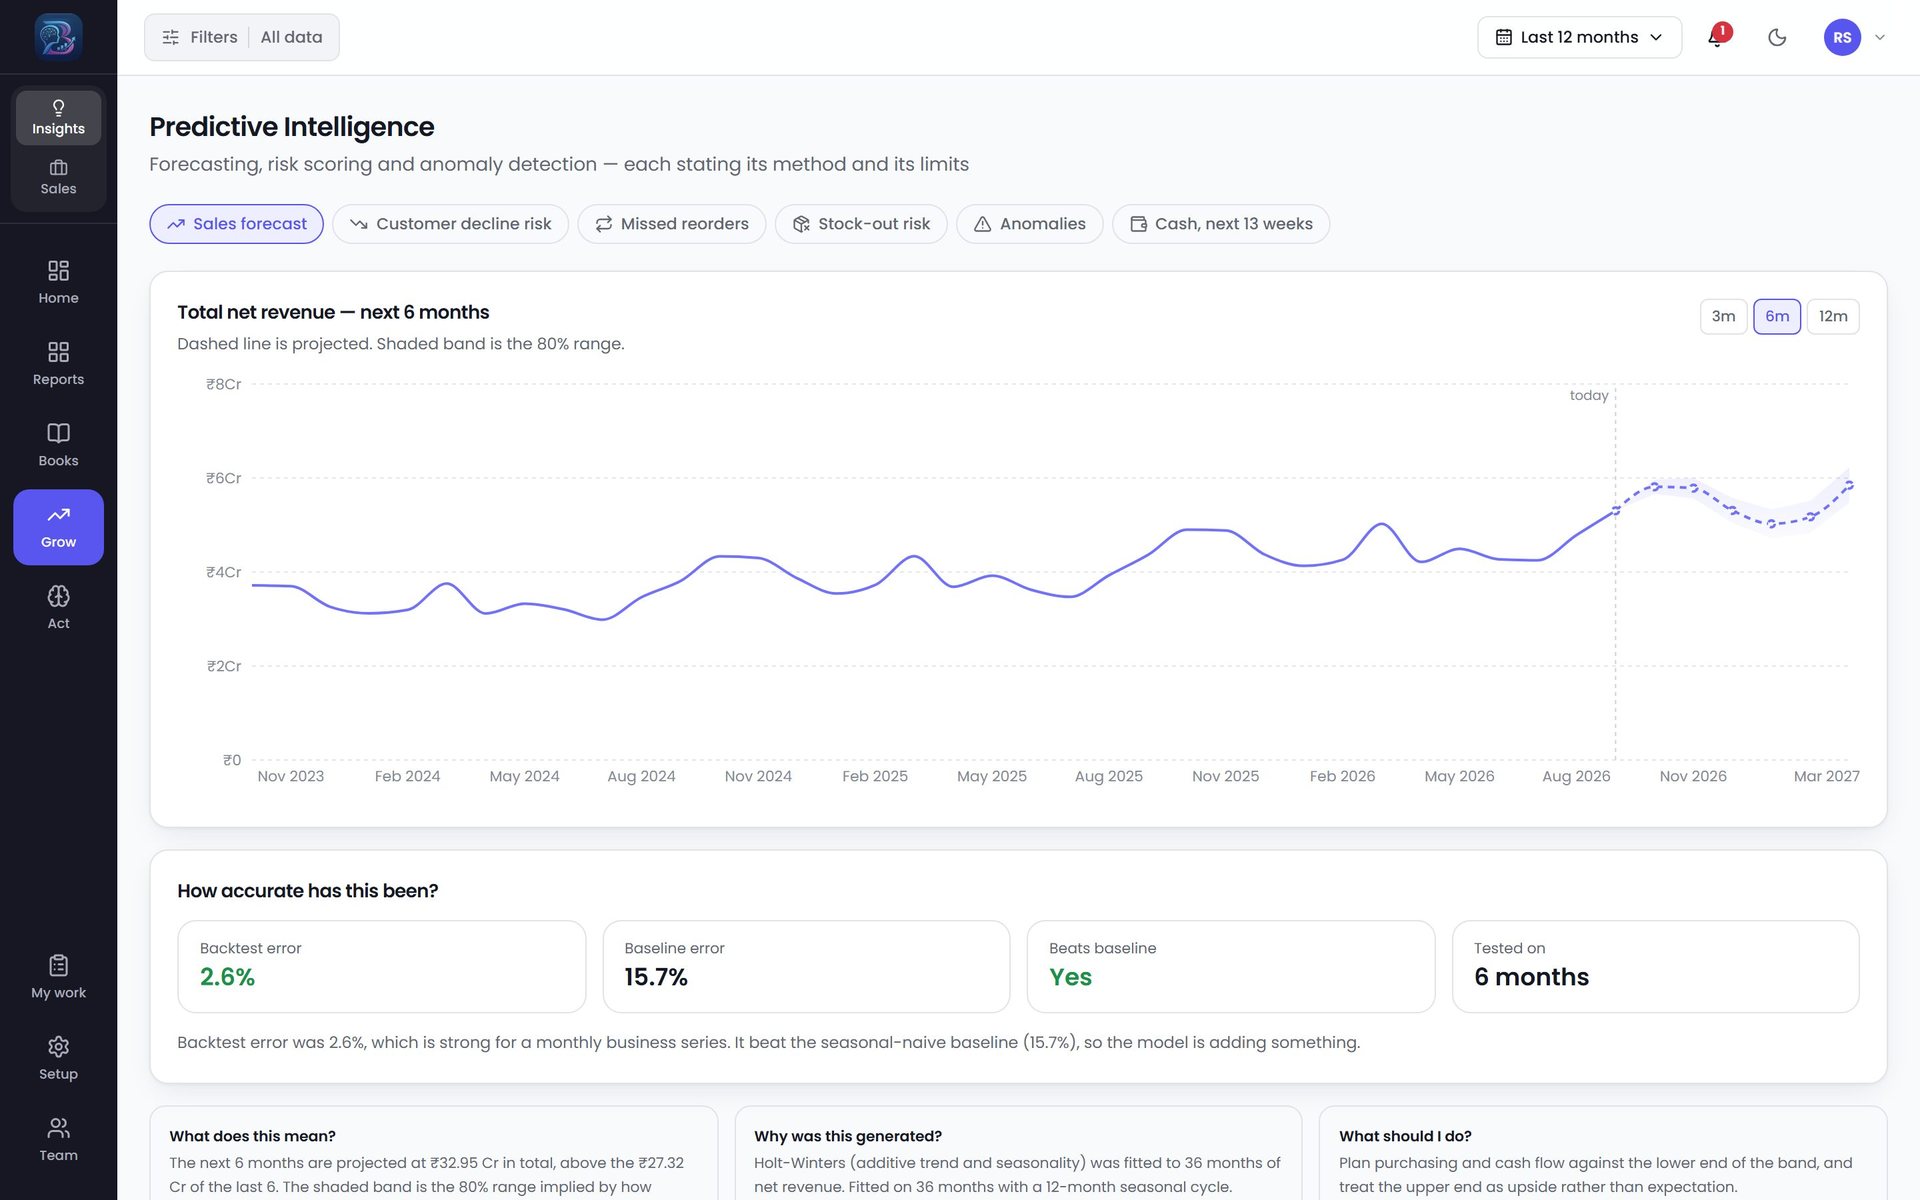 Filters
All data
Last 12 months
1
RS
Insights
Sales
Home
Reports
Books
Grow
Act
My work
Setup
Team
Predictive Intelligence
Forecasting, risk scoring and anomaly detection — each stating its method and its limits
Sales forecast
Customer decline risk
Missed reorders
Stock-out risk
Anomalies
Cash, next 13 weeks
Total net revenue — next 6 months
Dashed line is projected. Shaded band is the 80% range.
3m
6m
12m
₹8Cr
₹6Cr
₹4Cr
₹2Cr
₹0
today
Nov 2023
Feb 2024
May 2024
Aug 2024
Nov 2024
Feb 2025
May 2025
Aug 2025
Nov 2025
Feb 2026
May 2026
Aug 2026
Nov 2026
Mar 2027
How accurate has this been?
Backtest error
2.6%
Baseline error
15.7%
Beats baseline
Yes
Tested on
6 months
Backtest error was 2.6%, which is strong for a monthly business series. It beat the seasonal-naive baseline (15.7%), so the model is adding something.
What does this mean?
The next 6 months are projected at ₹32.95 Cr in total, above the ₹27.32
Cr of the last 6. The shaded band is the 80% range implied by how
Why was this generated?
Holt-Winters (additive trend and seasonality) was fitted to 36 months of
net revenue. Fitted on 36 months with a 12-month seasonal cycle.
What should I do?
Plan purchasing and cash flow against the lower end of the band, and
treat the upper end as upside rather than expectation.